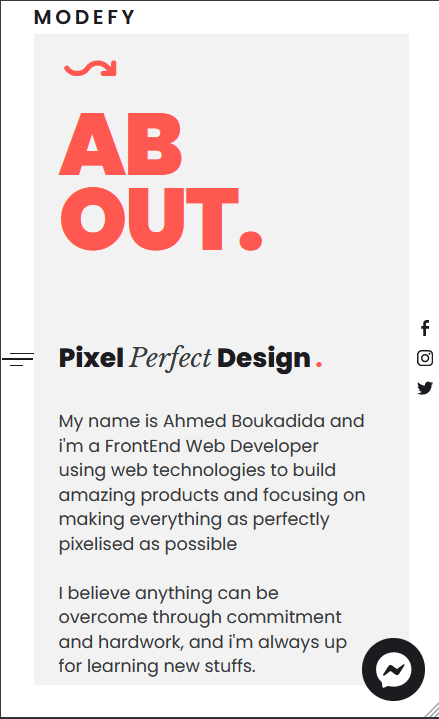 MODEFY
AB
OUT.
Pixel Perfect Design .
My name is Ahmed Boukadida and
i'm a FrontEnd Web Developer
using web technologies to build
amazing products and focusing on
making everything as perfectly
pixelised as possible
I believe anything can be
overcome through commitment
and hardwork, and i'm always up
for learning new stuffs.